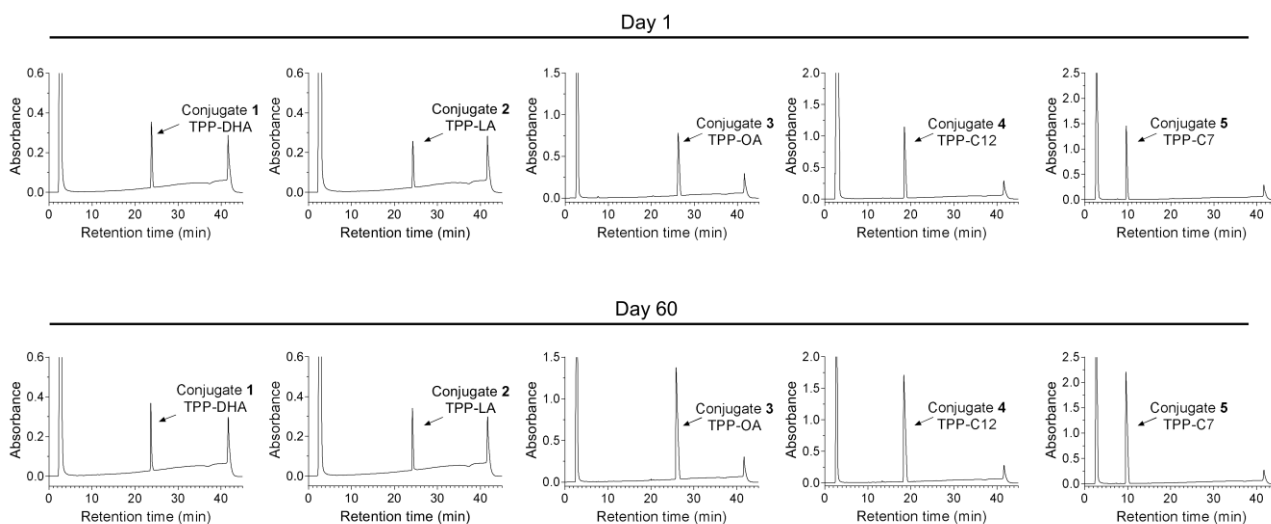 Day 1
0.6
0.4
0.2
0.0
Absorbance
Conjugate 1
TPP-DHA
0 10 20 30 40
Retention time (min)
0.6
0.4
0.2
0.0
Absorbance
Conjugate 2
TPP-LA
0 10 20 30 40
Retention time (min)
1.5
1.0
0.5
0.0
Absorbance
Conjugate 3
TPP-OA
0 10 20 30 40
Retention time (min)
2.0
1.5
1.0
0.5
0.0
Absorbance
Conjugate 4
TPP-C12
0 10 20 30 40
Retention time (min)
2.5
2.0
1.5
1.0
0.5
0.0
Absorbance
Conjugate 5
TPP-C7
0 10 20 30 40
Retention time (min)
Day 60
0.6
0.4
0.2
0.0
Absorbance
Conjugate 1
TPP-DHA
0 10 20 30 40
Retention time (min)
0.6
0.4
0.2
0.0
Absorbance
Conjugate 2
TPP-LA
0 10 20 30 40
Retention time (min)
1.5
1.0
0.5
0.0
Absorbance
Conjugate 3
TPP-OA
0 10 20 30 40
Retention time (min)
2.0
1.5
1.0
0.5
0.0
Absorbance
Conjugate 4
TPP-C12
0 10 20 30 40
Retention time (min)
2.5
2.0
1.5
1.0
0.5
0.0
Absorbance
Conjugate 5
TPP-C7
0 10 20 30 40
Retention time (min)